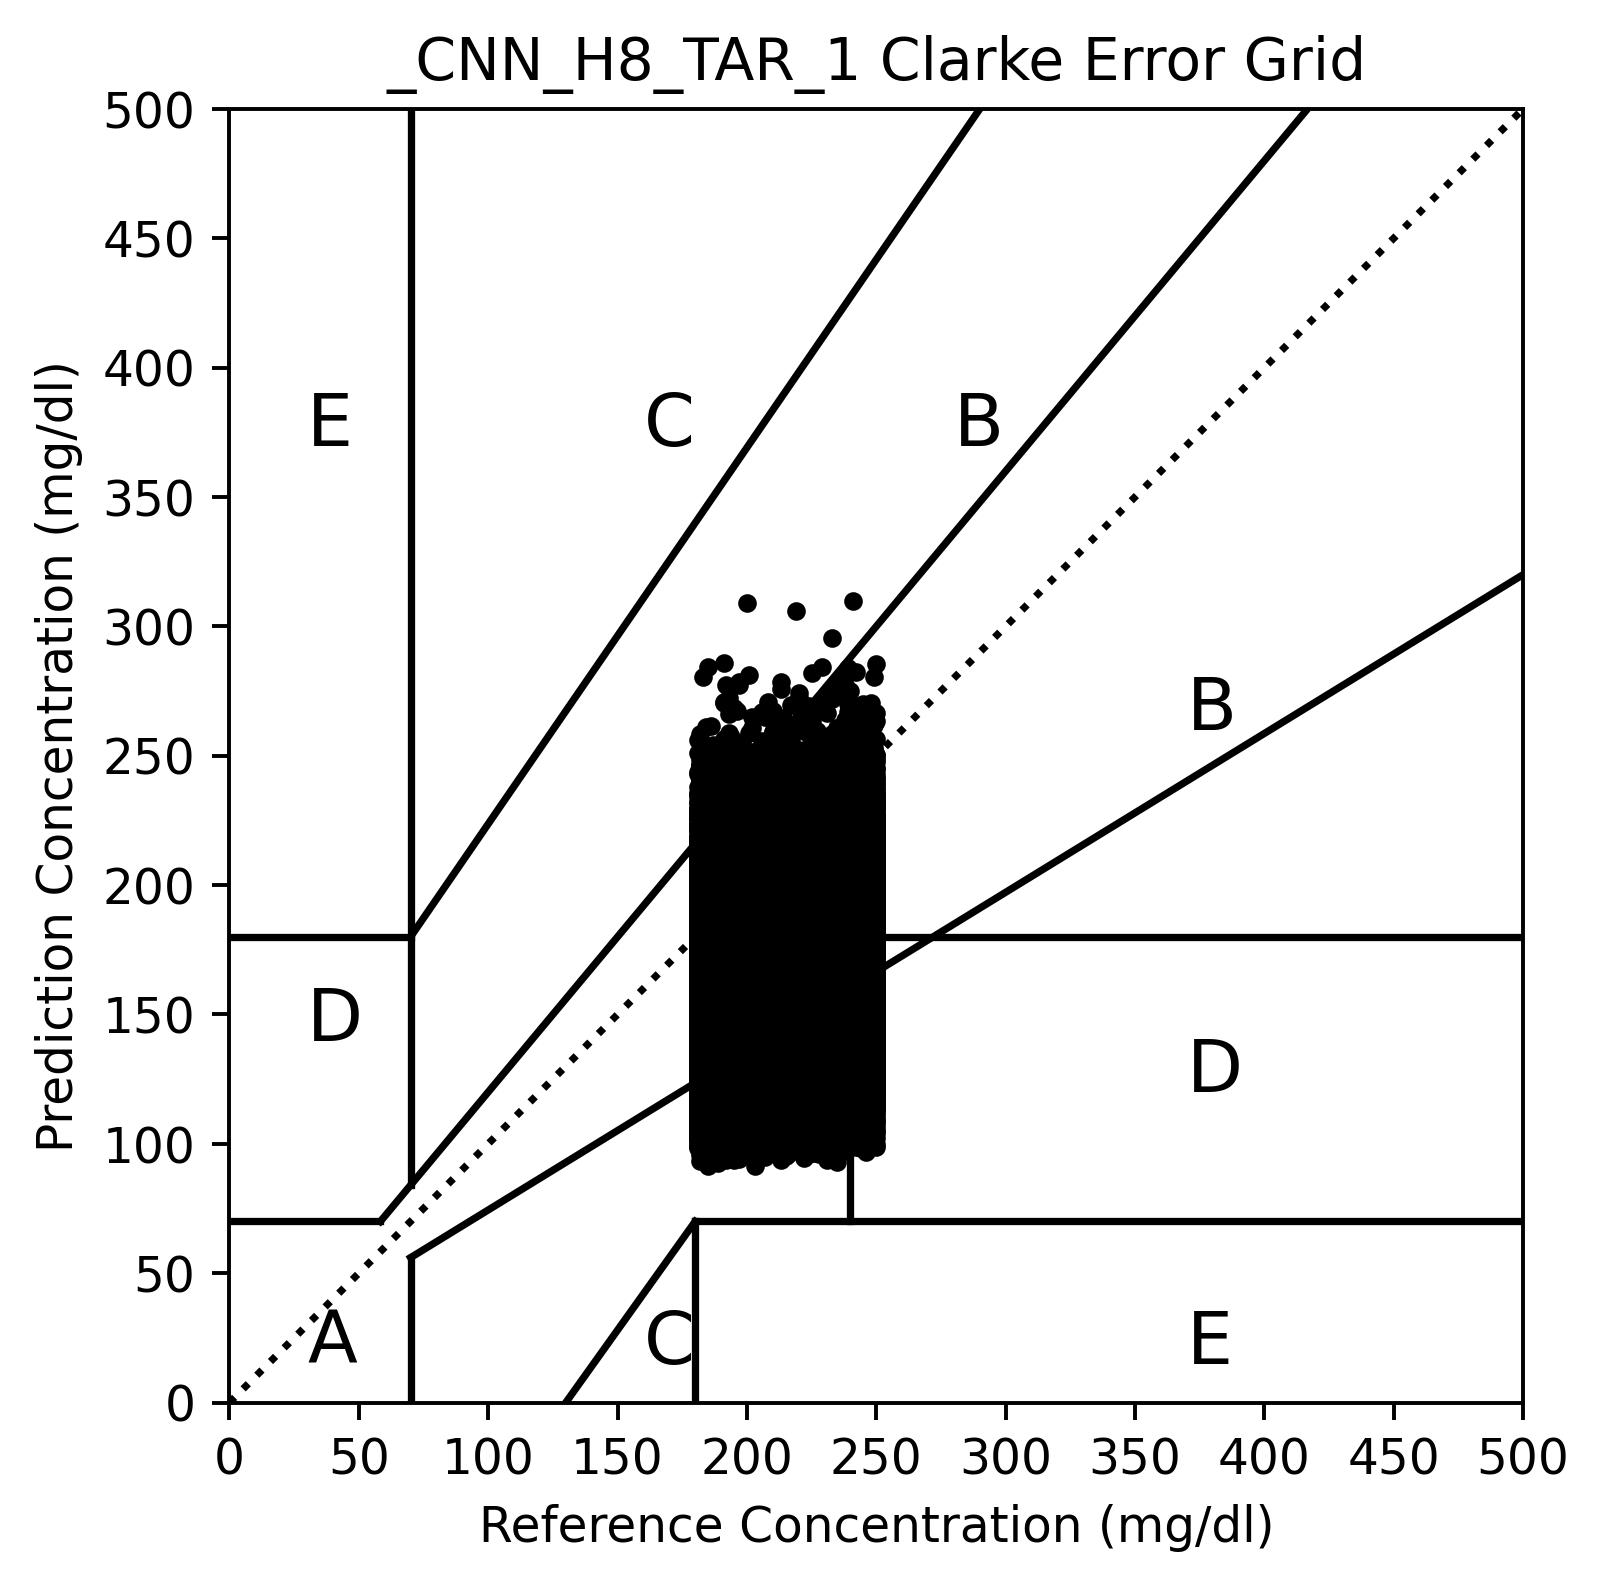 _CNN_H8_TAR_1 Clarke Error Grid
Prediction Concentration (mg/dl)
500
450
400
350
300
250
200
150
100
50
0
E
C
B
B
D
D
A
C
E
0 50 100 150 200 250 300 350 400 450 500
Reference Concentration (mg/dl)